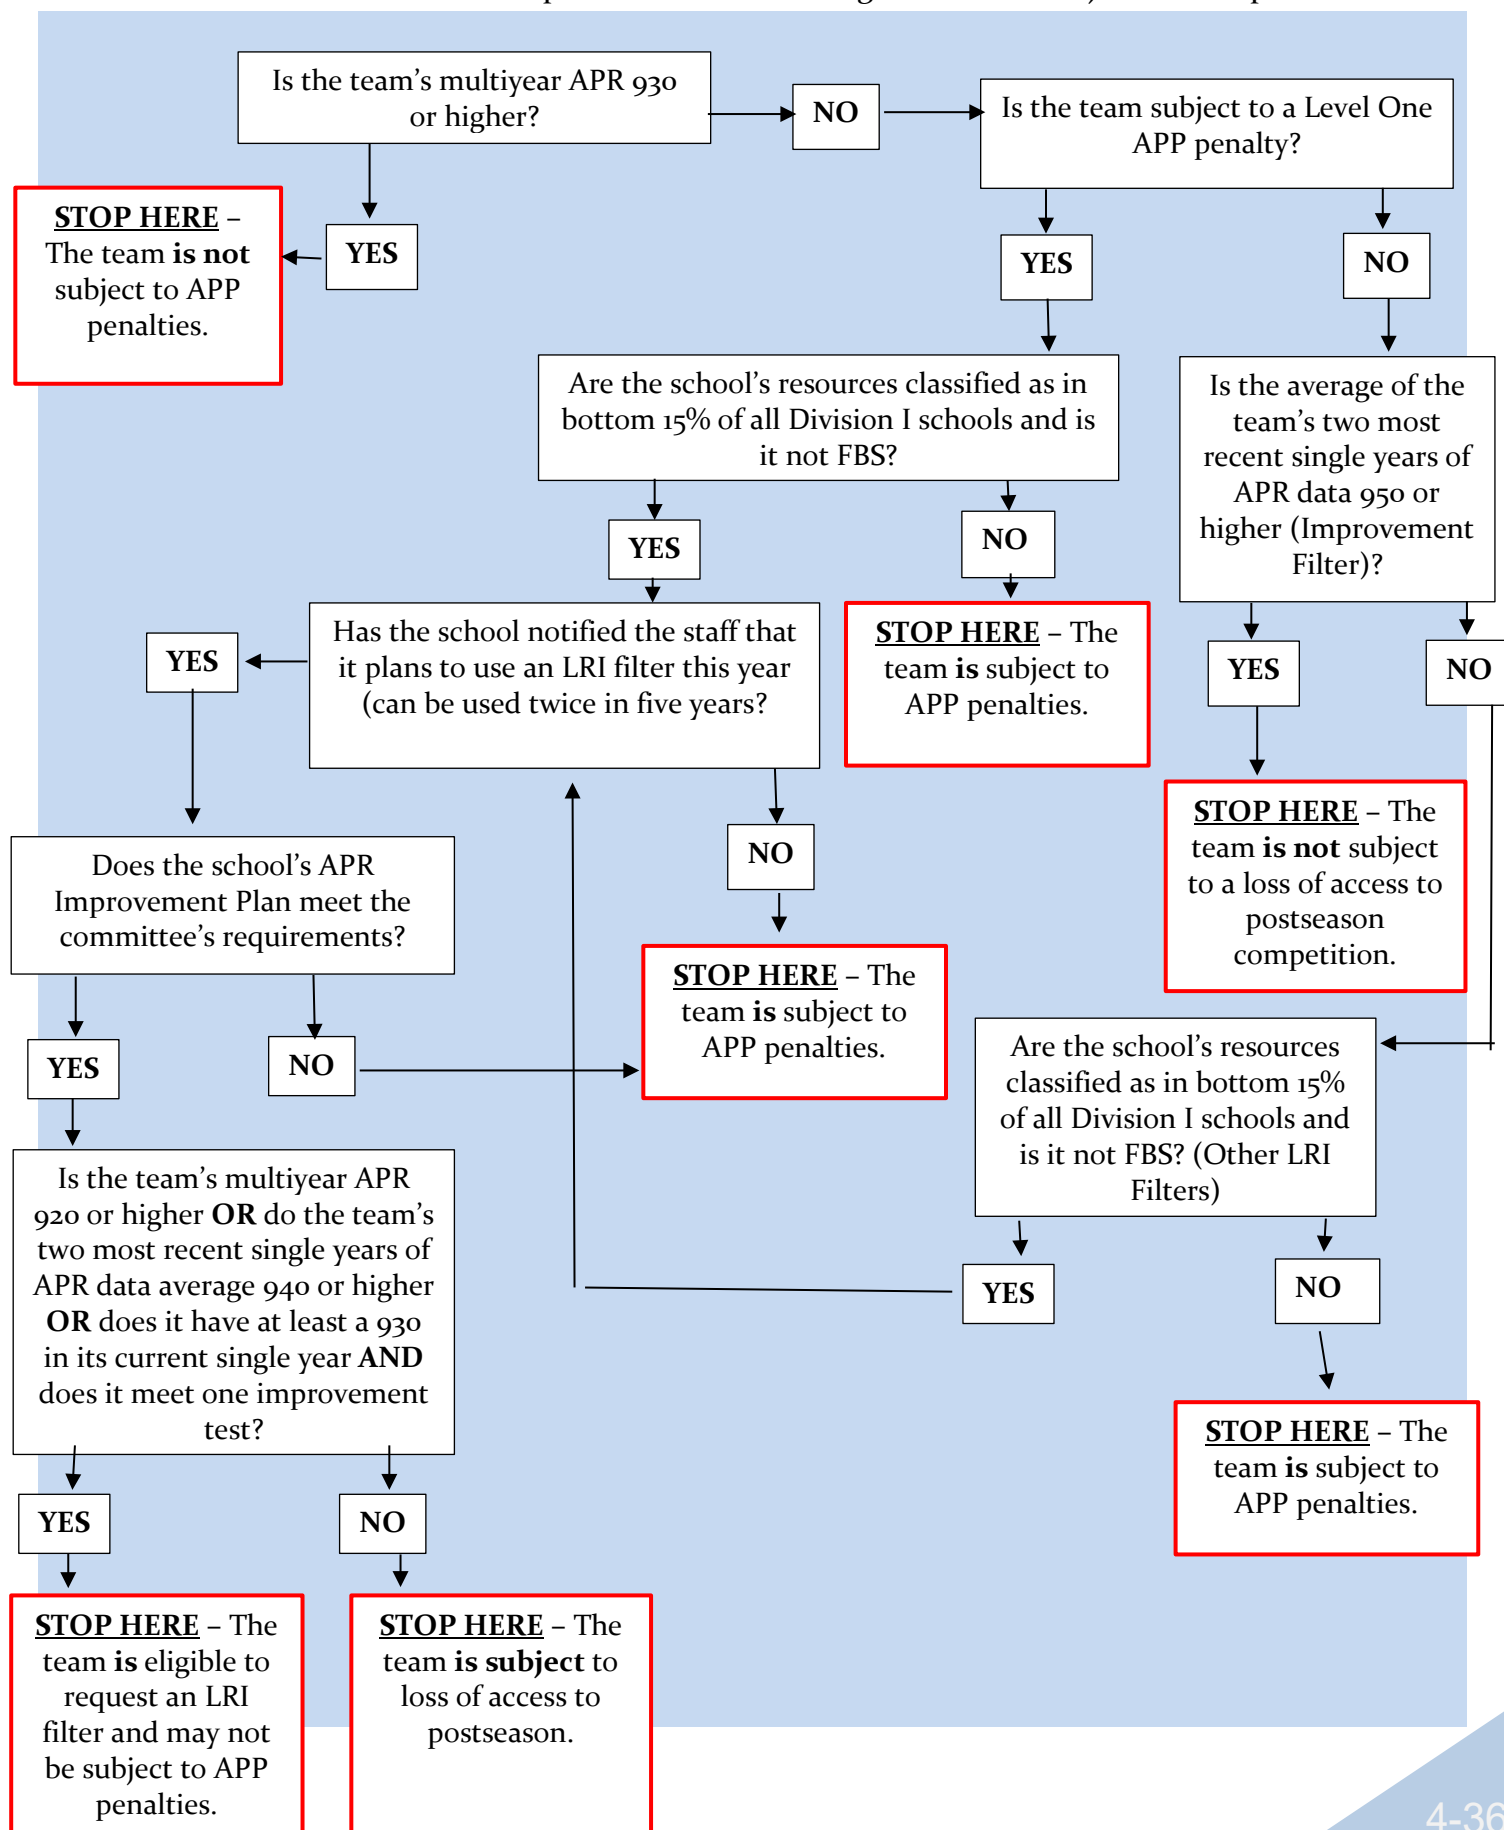 Is the team’s multiyear APR 930
or higher?
NO
Is the team subject to a Level One
APP penalty?
STOP HERE –
The team is not
subject to APP
penalties.
YES
YES
NO
Are the school’s resources classified as in
bottom 15% of all Division I schools and is
it not FBS?
Is the average of the
team’s two most
recent single years of
APR data 950 or
higher (Improvement
Filter)?
YES
NO
YES
Has the school notified the staff that
it plans to use an LRI filter this year
(can be used twice in five years?
STOP HERE – The
team is subject to
APP penalties.
YES
NO
NO
STOP HERE – The
team is not subject
to a loss of access to
postseason
competition.
Does the school’s APR
Improvement Plan meet the
committee’s requirements?
STOP HERE – The
team is subject to
APP penalties.
YES
NO
Are the school’s resources
classified as in bottom 15%
of all Division I schools and
is it not FBS? (Other LRI
Filters)
Is the team’s multiyear APR
920 or higher OR do the team’s
two most recent single years of
APR data average 940 or higher
OR does it have at least a 930
in its current single year AND
does it meet one improvement
test?
YES
NO
STOP HERE – The
team is subject to
APP penalties.
YES
NO
STOP HERE – The
team is eligible to
request an LRI
filter and may not
be subject to APP
penalties.
STOP HERE – The
team is subject to
loss of access to
postseason.
4-36